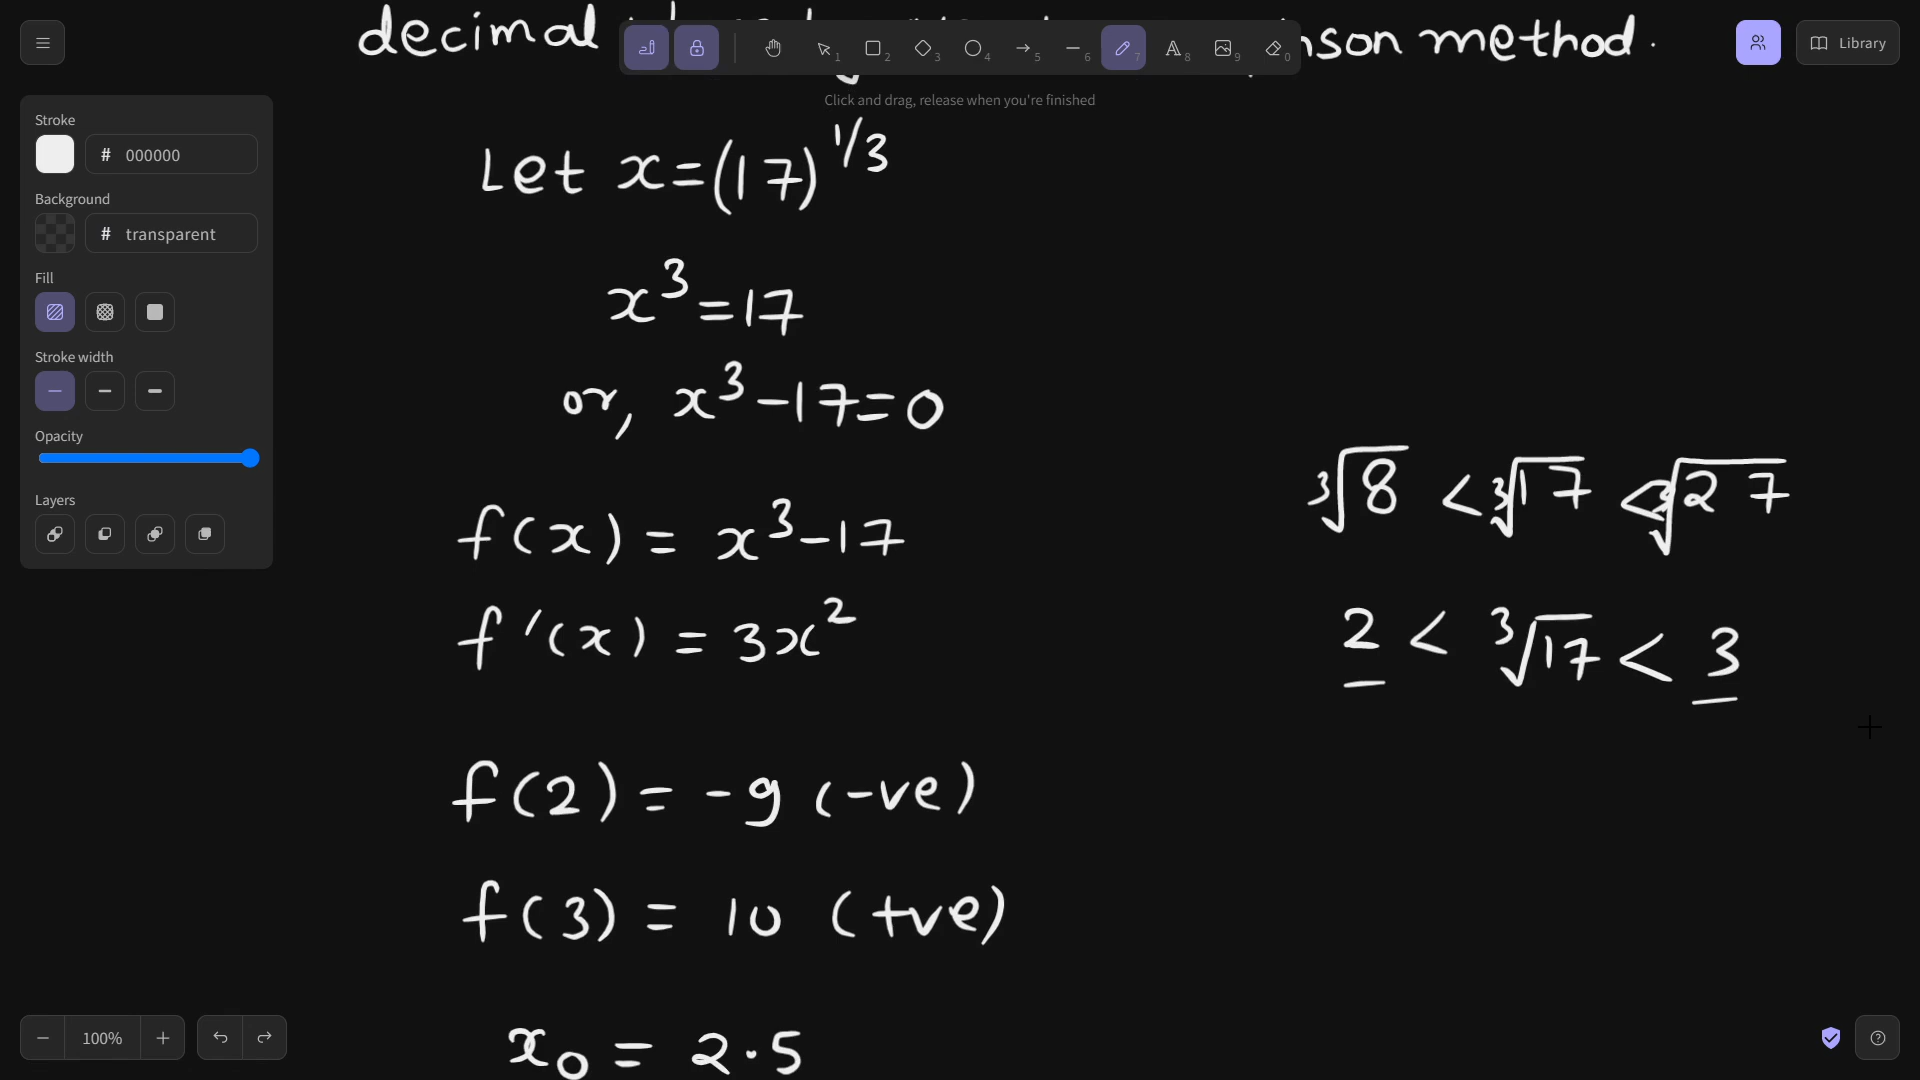 decimal nson method.
Library
Click and drag, release when you're finished
Stroke
# 000000
Background
# transparent
Fill
Stroke width
Opacity
Layers
Let x=(17)^1/3
x^3=17
or, x^3-17=0
f(x) = x^3-17
f'(x) = 3x^2
f(2) = -9 (-ve)
f(3) = 10 (+ve)
x₀ = 2.5
∛8 < ∛17 < ∛27
2 < ∛17 < 3
100%